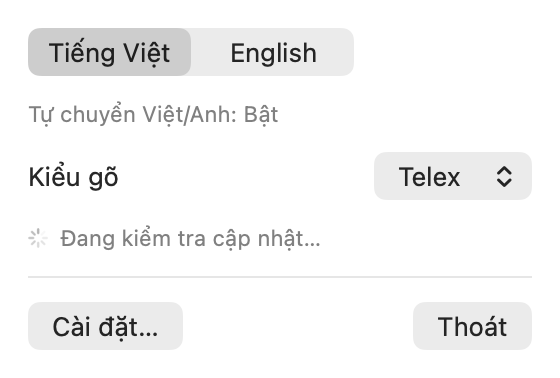 Tiếng Việt English
Tự chuyển Việt/Anh: Bật
Kiểu gõ Telex
Đang kiểm tra cập nhật...
Cài đặt... Thoát